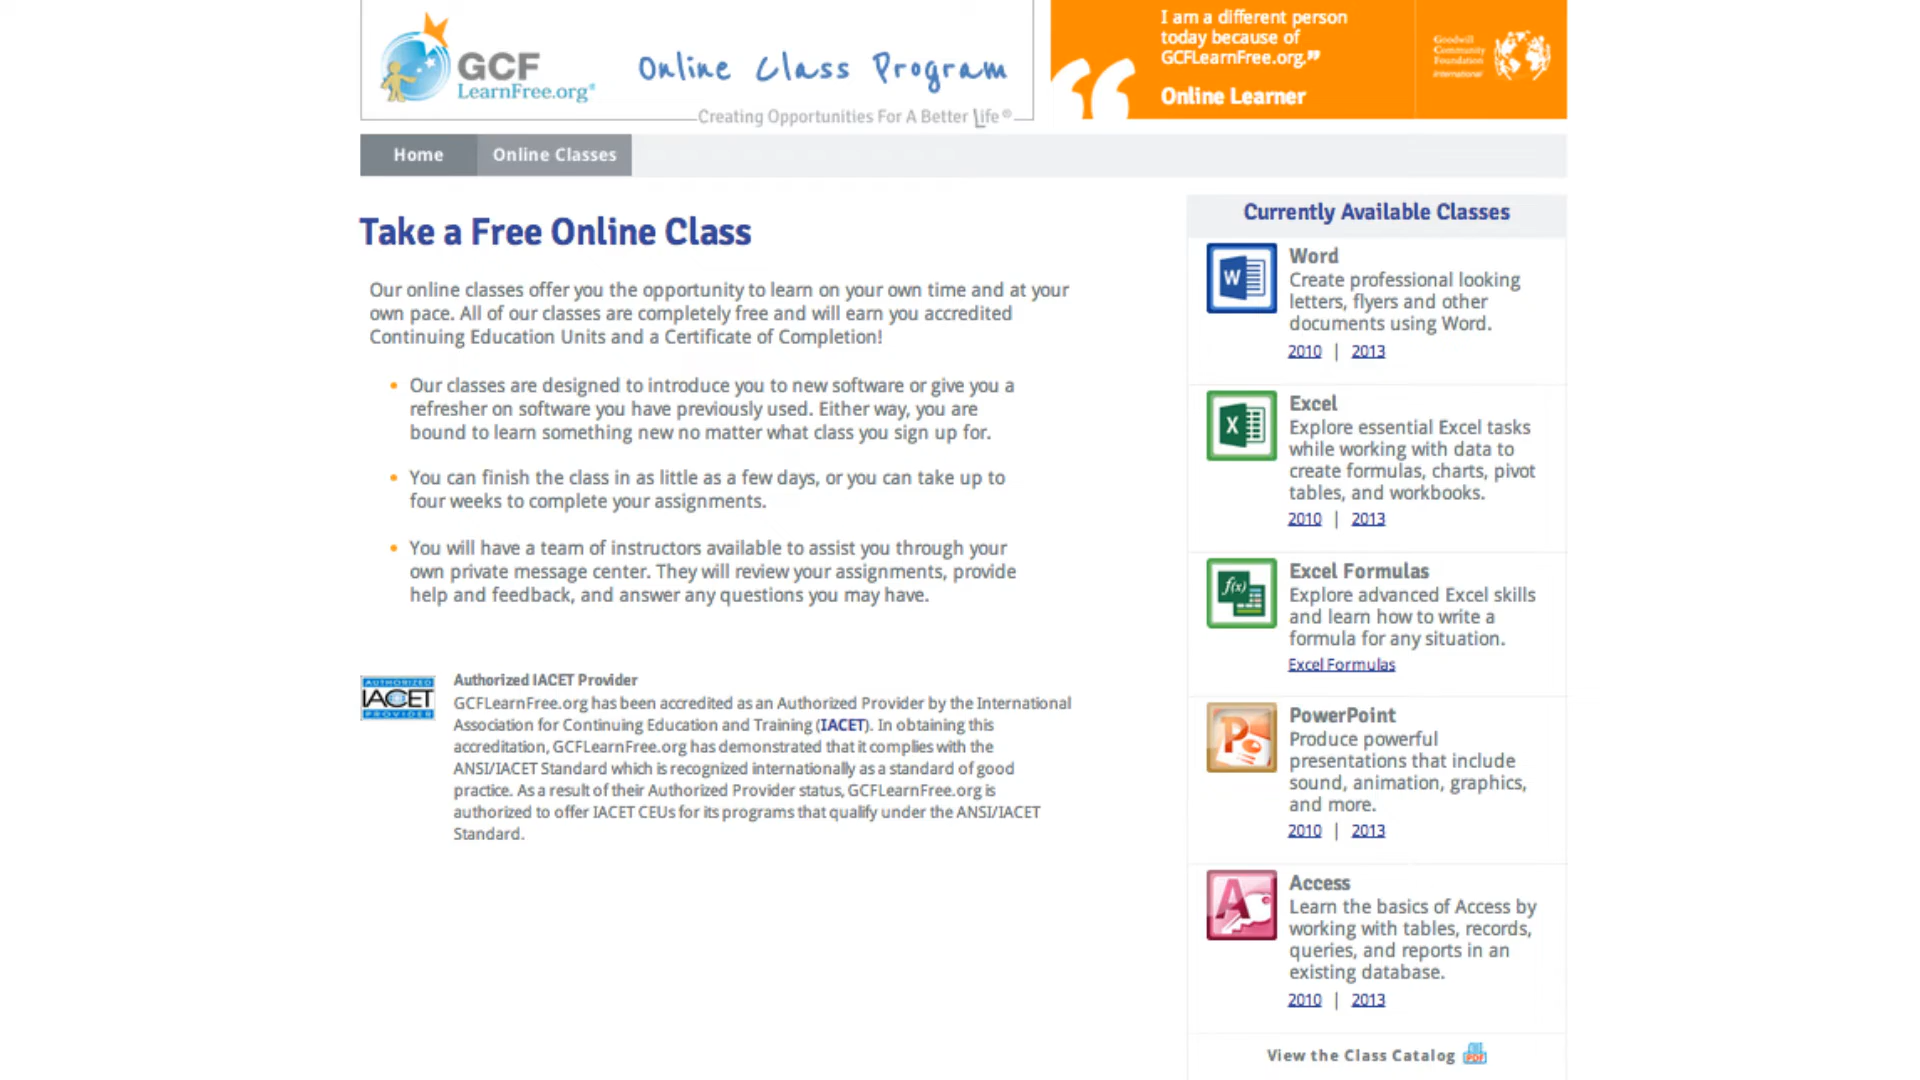 GCF
LearnFree.org®
Online Class Program
Creating Opportunities For A Better Life®
I am a different person
today because of
GCFLearnFree.org.”
Online Learner
Goodwill
Community
Foundation
International
Home
Online Classes
Take a Free Online Class
Our online classes offer you the opportunity to learn on your own time and at your
own pace. All of our classes are completely free and will earn you accredited
Continuing Education Units and a Certificate of Completion!
• Our classes are designed to introduce you to new software or give you a
refresher on software you have previously used. Either way, you are
bound to learn something new no matter what class you sign up for.
• You can finish the class in as little as a few days, or you can take up to
four weeks to complete your assignments.
• You will have a team of instructors available to assist you through your
own private message center. They will review your assignments, provide
help and feedback, and answer any questions you may have.
AUTHORIZED
IACET
PROVIDER
Authorized IACET Provider
GCFLearnFree.org has been accredited as an Authorized Provider by the International
Association for Continuing Education and Training (IACET). In obtaining this
accreditation, GCFLearnFree.org has demonstrated that it complies with the
ANSI/IACET Standard which is recognized internationally as a standard of good
practice. As a result of their Authorized Provider status, GCFLearnFree.org is
authorized to offer IACET CEUs for its programs that qualify under the ANSI/IACET
Standard.
Currently Available Classes
W
Word
Create professional looking
letters, flyers and other
documents using Word.
2010 | 2013
X
Excel
Explore essential Excel tasks
while working with data to
create formulas, charts, pivot
tables, and workbooks.
2010 | 2013
f(x)
Excel Formulas
Explore advanced Excel skills
and learn how to write a
formula for any situation.
Excel Formulas
P
PowerPoint
Produce powerful
presentations that include
sound, animation, graphics,
and more.
2010 | 2013
A
Access
Learn the basics of Access by
working with tables, records,
queries, and reports in an
existing database.
2010 | 2013
View the Class Catalog
PDF